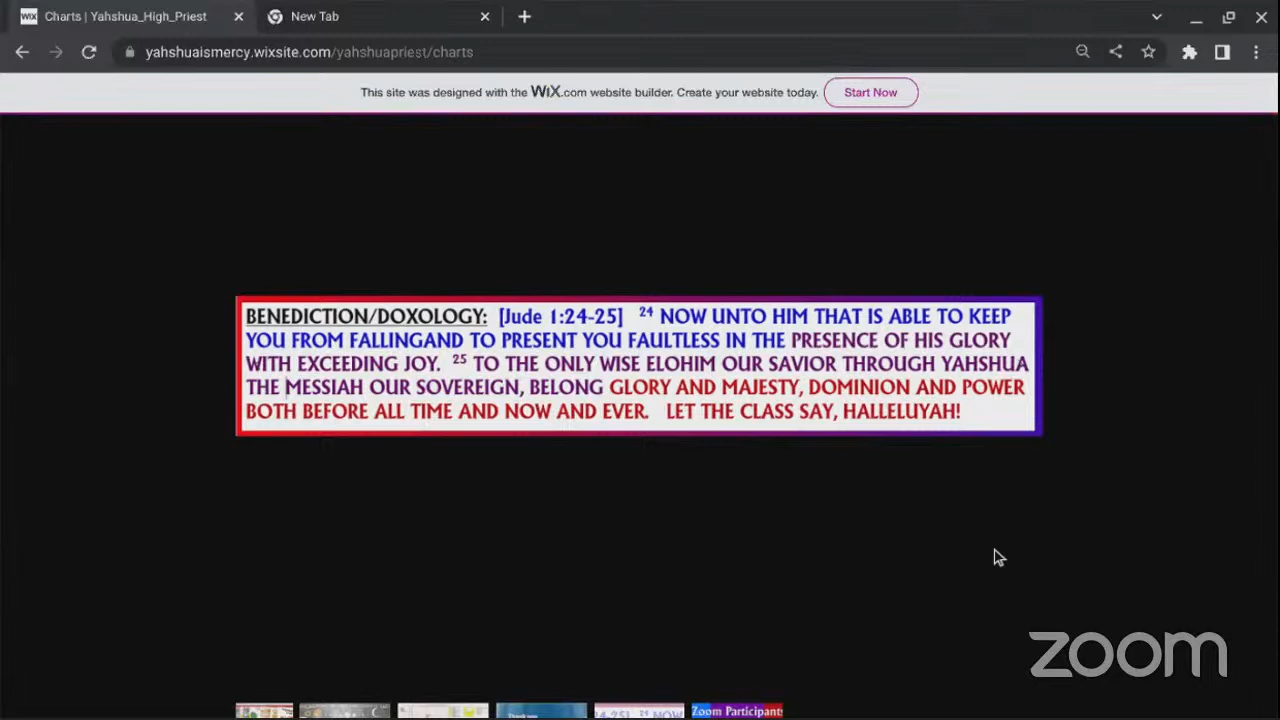 Charts | Yahshua_High_Priest
New Tab
yahshuaismercy.wixsite.com/yahshuapriest/charts
This site was designed with the WiX.com website builder. Create your website today. Start Now
BENEDICTION/DOXOLOGY: [Jude 1:24-25] 24 NOW UNTO HIM THAT IS ABLE TO KEEP
YOU FROM FALLINGAND TO PRESENT YOU FAULTLESS IN THE PRESENCE OF HIS GLORY
WITH EXCEEDING JOY. 25 TO THE ONLY WISE ELOHIM OUR SAVIOR THROUGH YAHSHUA
THE MESSIAH OUR SOVEREIGN, BELONG GLORY AND MAJESTY, DOMINION AND POWER
BOTH BEFORE ALL TIME AND NOW AND EVER. LET THE CLASS SAY, HALLELUYAH!
zoom
24-25] 24 NOW
Zoom Participants